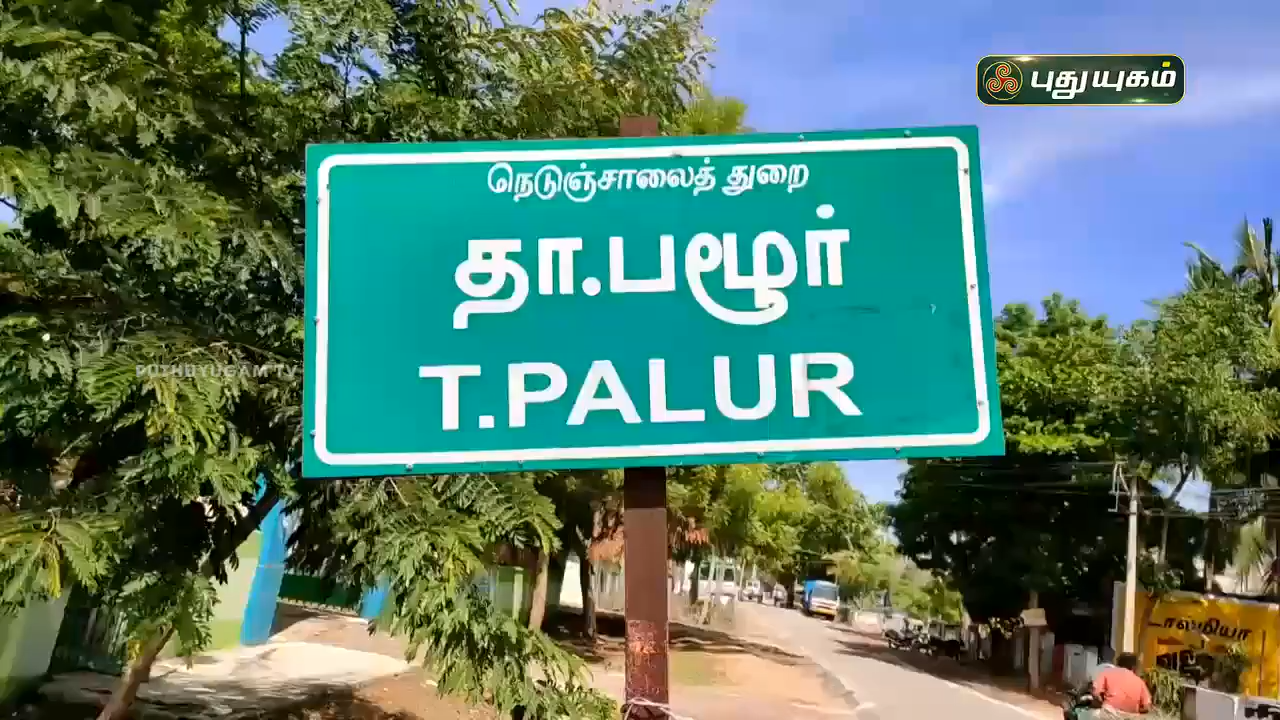 புதுயுகம்
நெடுஞ்சாலைத் துறை
தா.பழூர்
T.PALUR
PUTHUYUGAM TV
டால்மியா